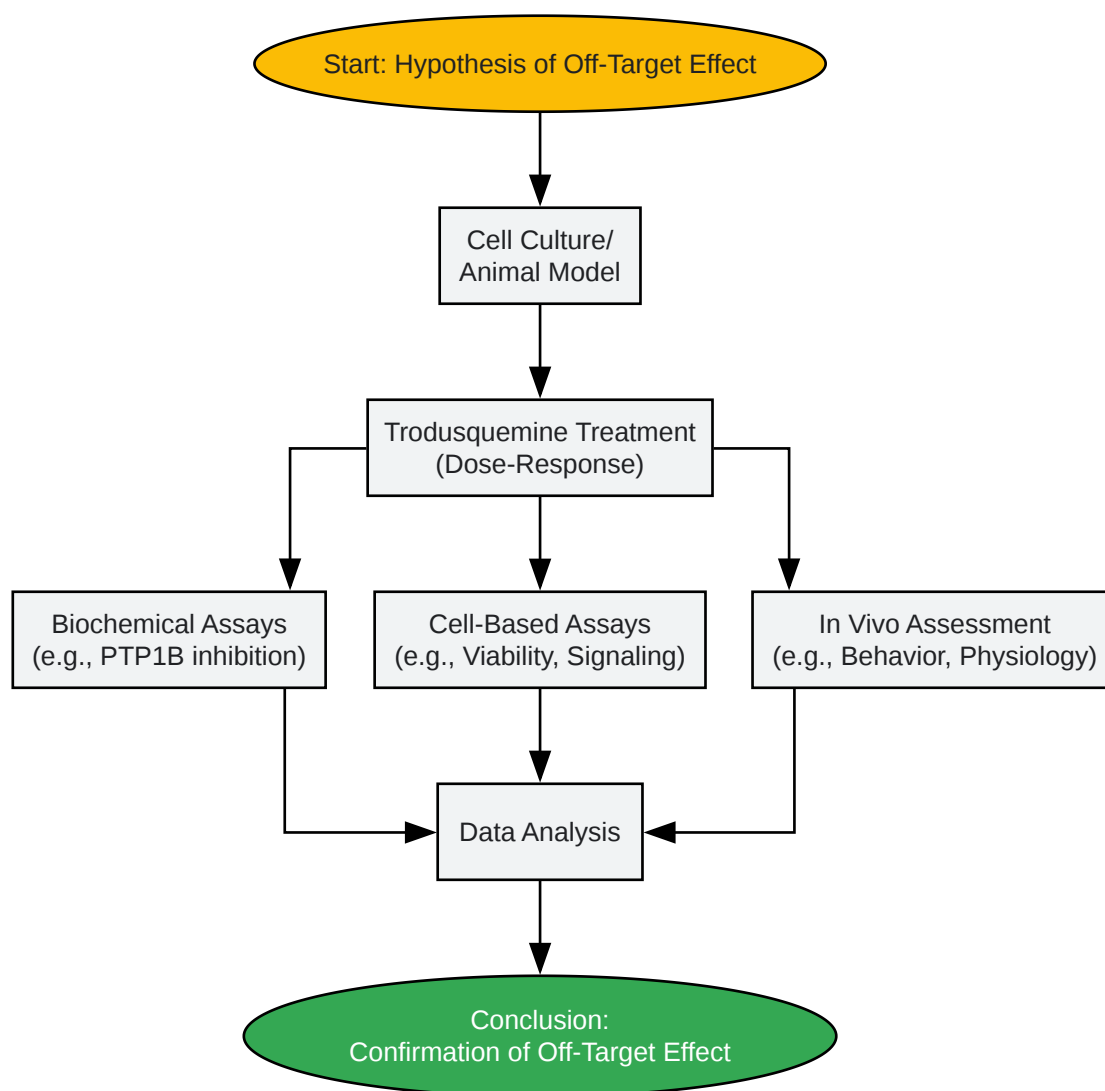 Start: Hypothesis of Off-Target Effect
Cell Culture/
Animal Model
Trodusquemine Treatment
(Dose-Response)
Biochemical Assays
(e.g., PTP1B inhibition)
Cell-Based Assays
(e.g., Viability, Signaling)
In Vivo Assessment
(e.g., Behavior, Physiology)
Data Analysis
Conclusion:
Confirmation of Off-Target Effect